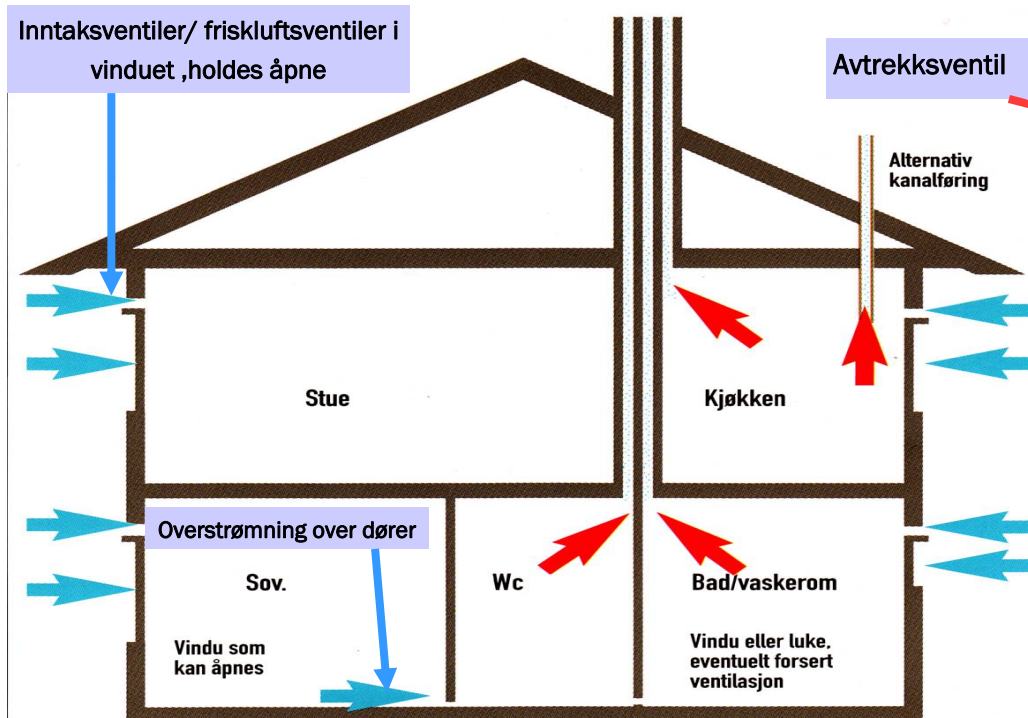 Inntaksventiler/ friskluftsventiler i
vinduet ,holdes åpne
Avtrekksventil
Alternativ
kanalføring
Stue
Kjøkken
Overstrømning over dører
Sov.
Wc
Bad/vaskerom
Vindu som
kan åpnes
Vindu eller luke,
eventuelt forsert
ventilasjon